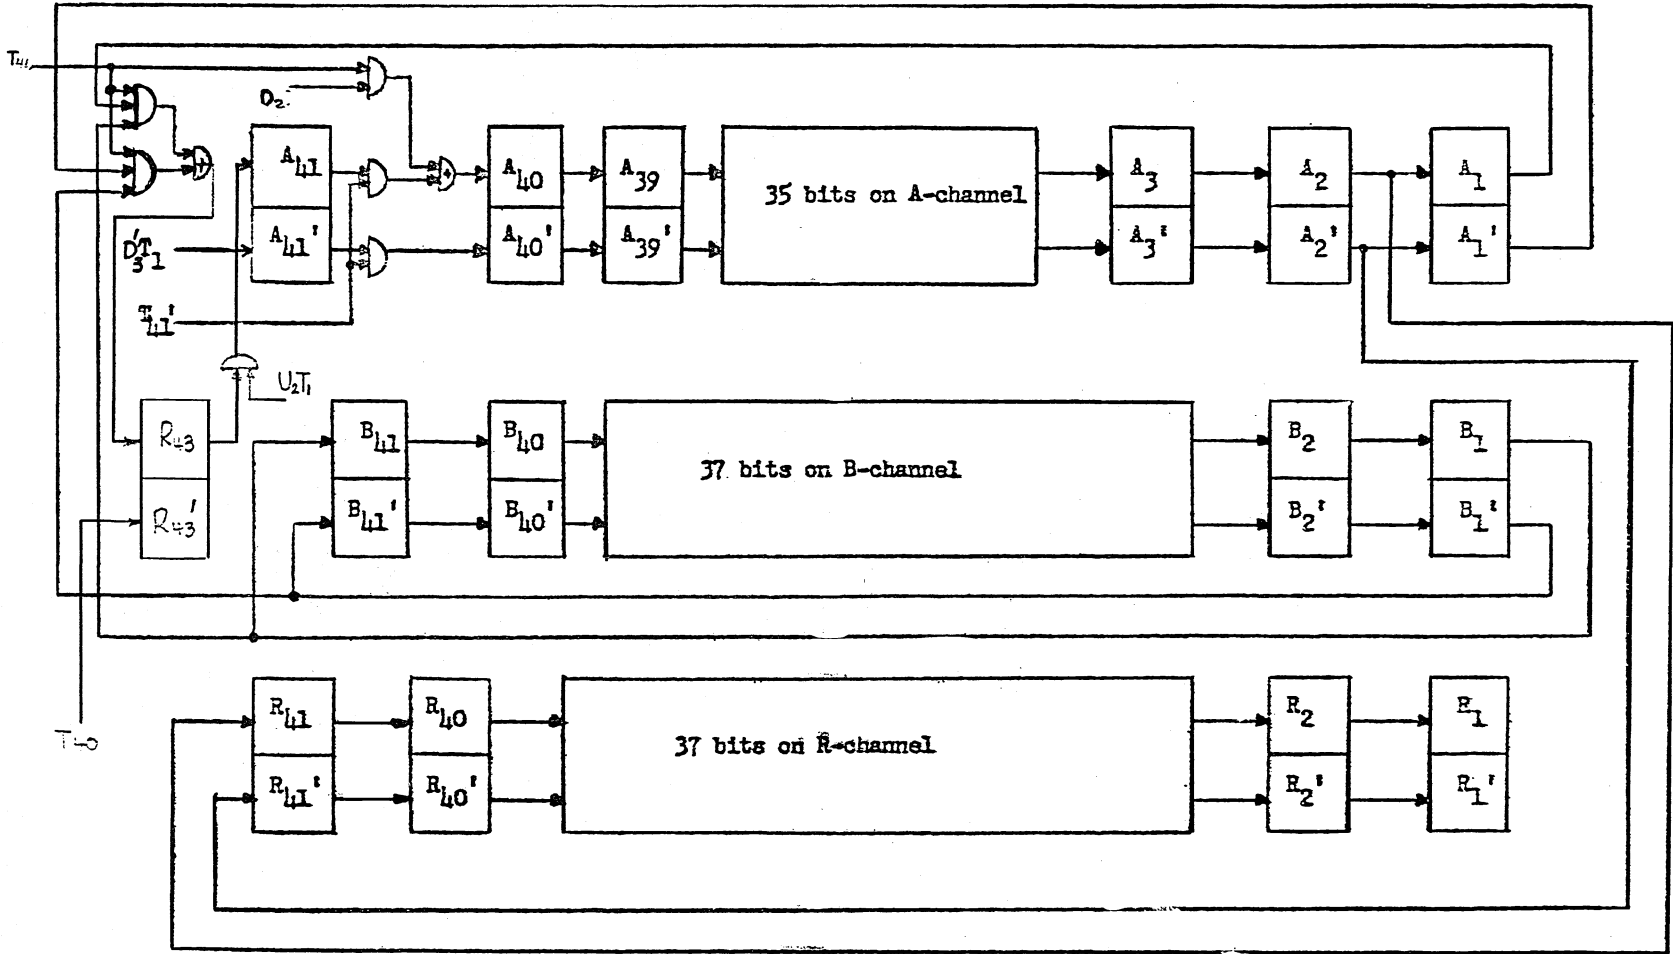 T41
D2
A41 A40 A39 35 bits on A-channel A3 A2 A1
A41' A40' A39' A3' A2' A1'
D3'T1
T41'
U2T1
R43 B41 B40 37 bits on B-channel B2 B1
R43' B41' B40' B2' B1'
T40
R41 R40 37 bits on R-channel R2 R1
R41' R40' R2' R1'